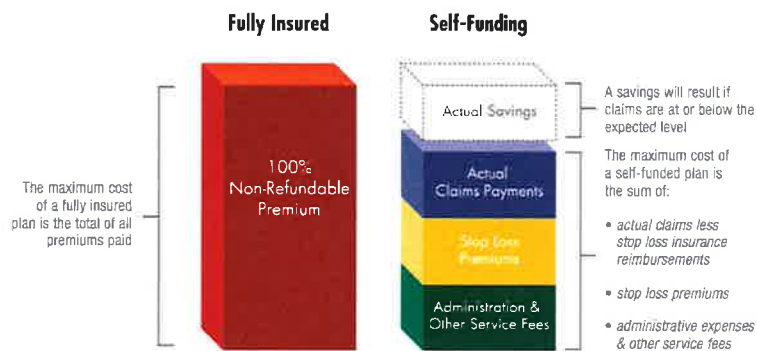 Fully Insured
Self-Funding
The maximum cost
of a fully insured
plan is the total of all
premiums paid
100%
Non-Refundable
Premium
Actual Savings
Actual
Claims Payments
Stop Loss
Premiums
Administration &
Other Service Fees
A savings will result if
claims are at or below the
expected level
The maximum cost of
a self-funded plan is
the sum of:
• actual claims less
stop loss insurance
reimbursements
• stop loss premiums
• administrative expenses
& other service fees